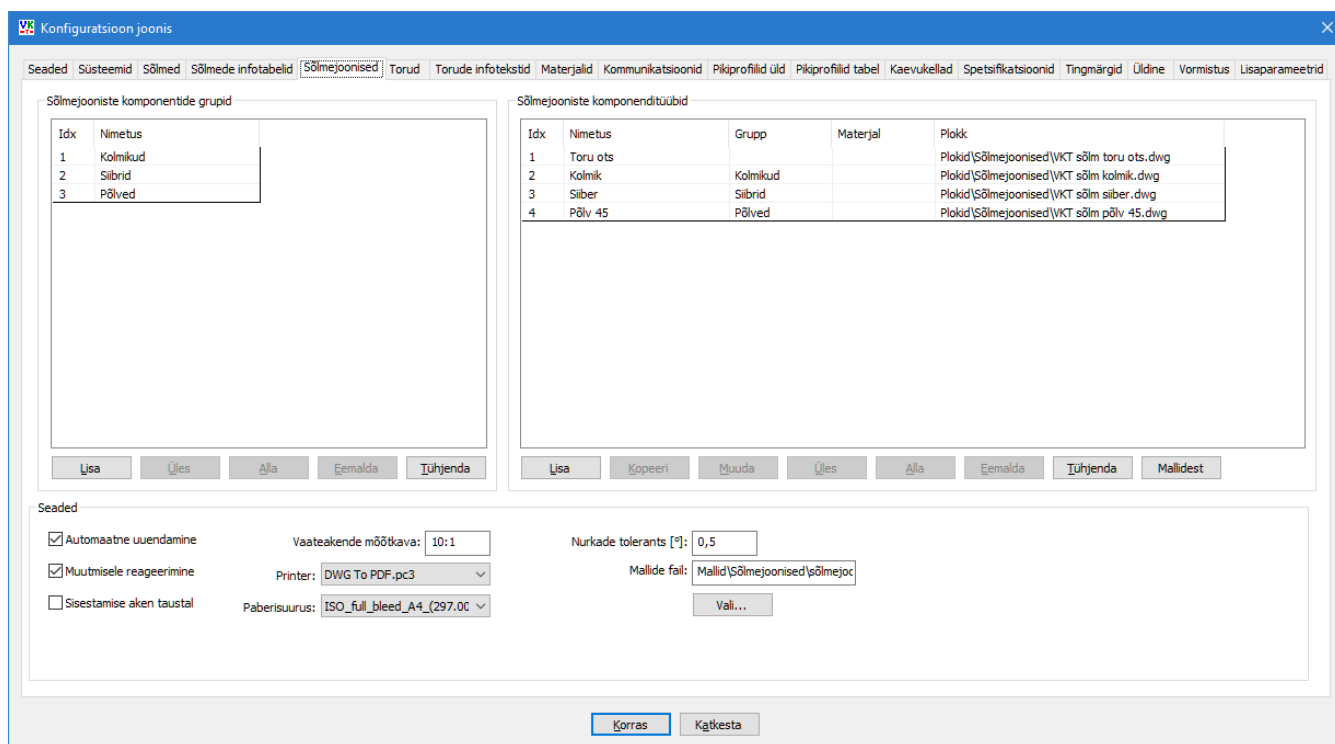 Konfiguratsioon joonis
Seaded Süsteemid Sõlmed Sõlmede infotabelid Sõlmejoonised Torud Torude infotekstid Materjalid Kommunikatsioonid Pikiprofiilid üld Pikiprofiilid tabel Kaevukellad Spetsifikatsioonid Tingmärgid Üldine Vormistus Lisaparameetrid
Sõlmejooniste komponentide grupid
Idx Nimetus
1 Kolmikud
2 Siibrid
3 Põlved
Lisa Üles Alla Eemalda Tühjenda
Sõlmejooniste komponenditüübid
Idx Nimetus Grupp Materjal Plokk
1 Toru ots Plokid\Sõlmejoonised\VKT sõlm toru ots.dwg
2 Kolmik Kolmikud Plokid\Sõlmejoonised\VKT sõlm kolmik.dwg
3 Siiber Siibrid Plokid\Sõlmejoonised\VKT sõlm siiber.dwg
4 Põlv 45 Põlved Plokid\Sõlmejoonised\VKT sõlm põlv 45.dwg
Lisa Kopeeri Muuda Üles Alla Eemalda Tühjenda Mallidest
Seaded
Automaatne uuendamine Vaateakende mõõtkava: 10:1 Nurkade tolerants [º]: 0,5
Muutmisele reageerimine Printer: DWG To PDF.pc3 Mallide fail: Mallid\Sõlmejoonised\sõlmejoc
Sisestamise aken taustal Paberisuurus: ISO_full_bleed_A4_(297.00 Vali...
Korras Katkesta